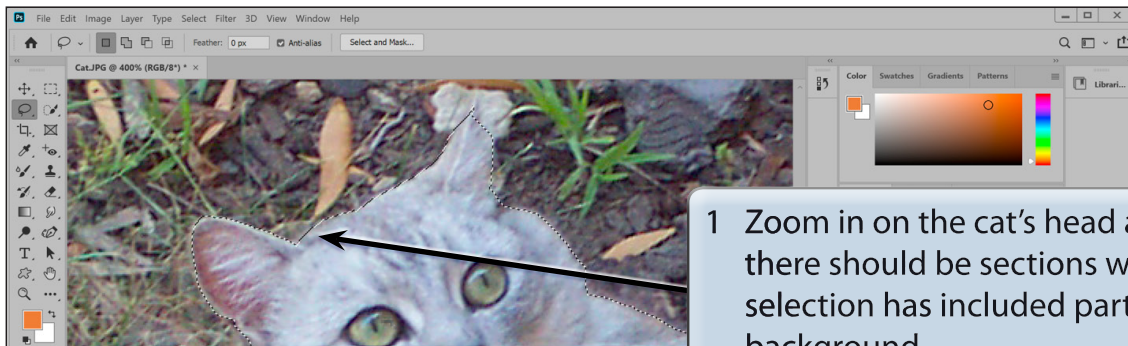 Ps File Edit Image Layer Type Select Filter 3D View Window Help
Feather: 0 px Anti-alias Select and Mask...
Cat.JPG @ 400% (RGB/8*) * ×
Color Swatches Gradients Patterns
Librari...
1 Zoom in on the cat's head a
there should be sections w
selection has included part
background